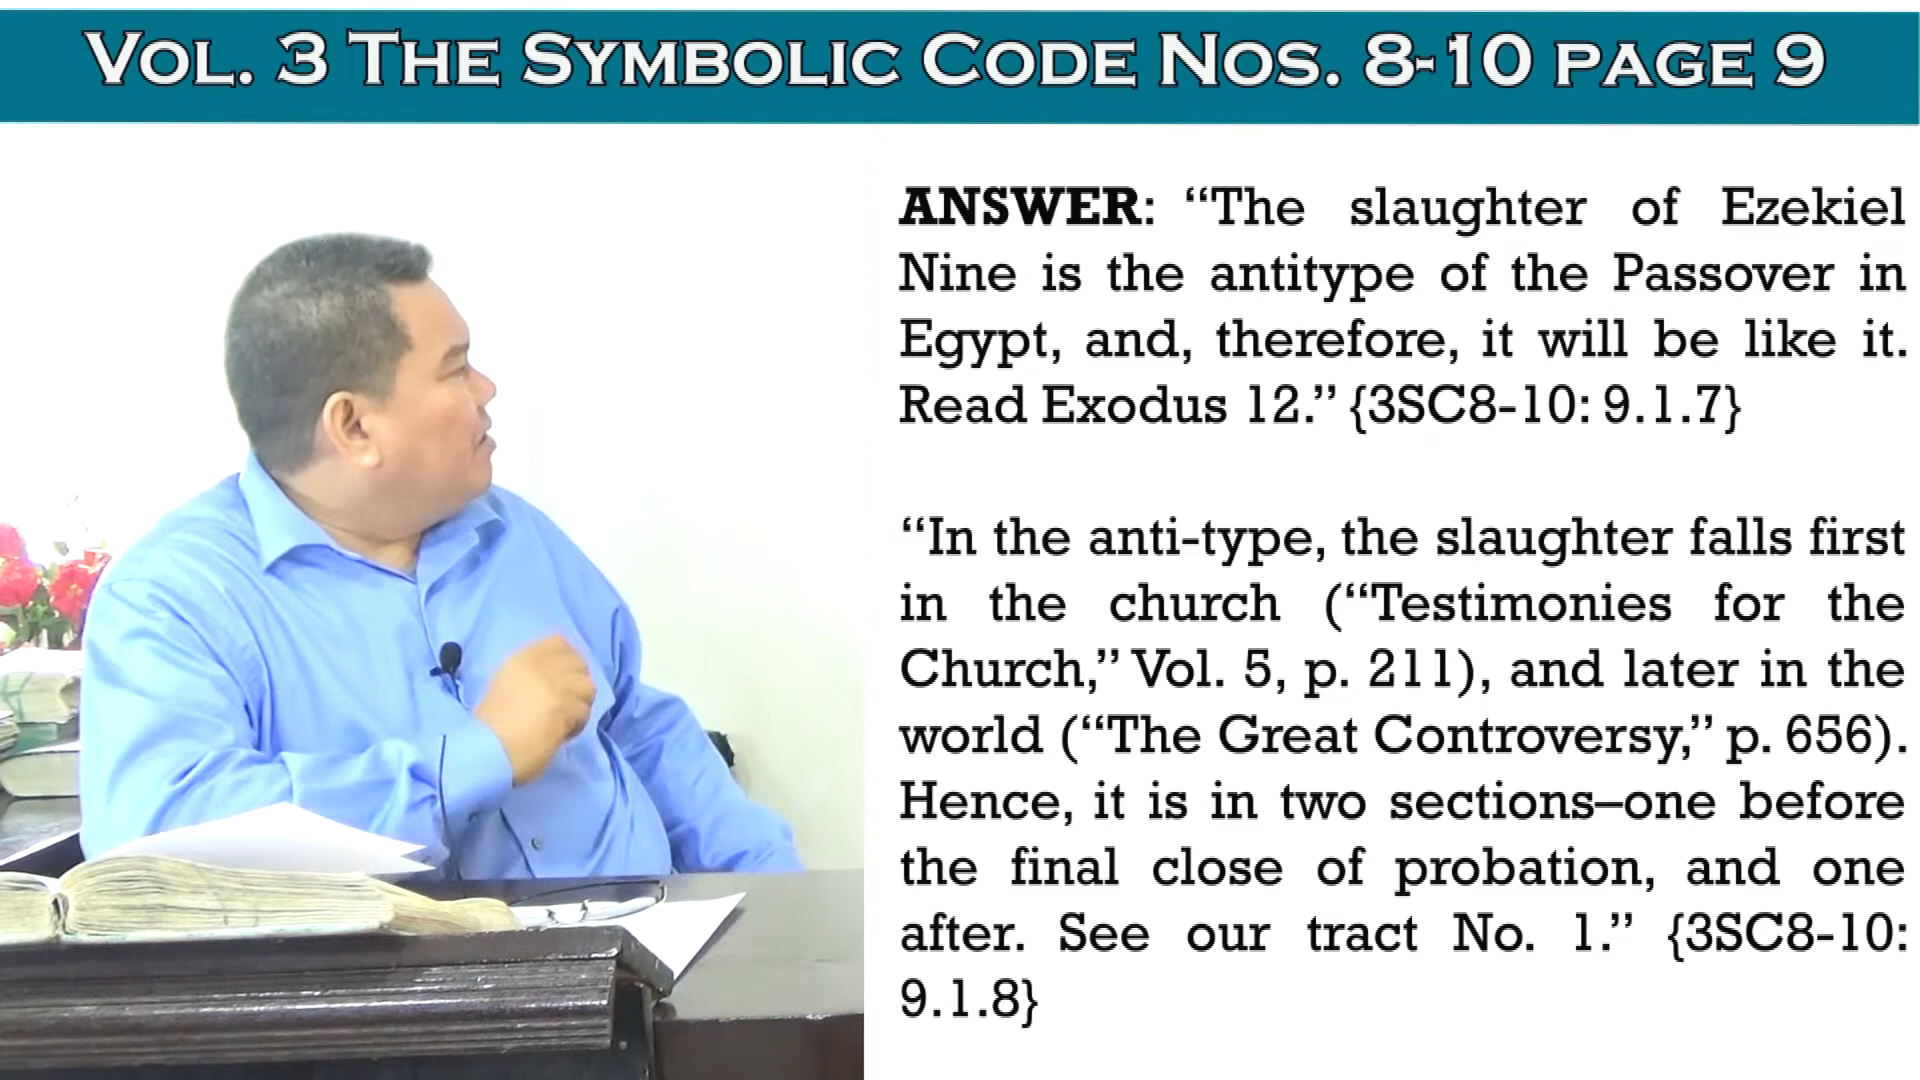 VOL. 3 THE SYMBOLIC CODE NOS. 8-10 PAGE 9
ANSWER: “The slaughter of Ezekiel
Nine is the antitype of the Passover in
Egypt, and, therefore, it will be like it.
Read Exodus 12.” {3SC8-10: 9.1.7}
“In the anti-type, the slaughter falls first
in the church (“Testimonies for the
Church,” Vol. 5, p. 211), and later in the
world (“The Great Controversy,” p. 656).
Hence, it is in two sections–one before
the final close of probation, and one
after. See our tract No. 1.” {3SC8-10:
9.1.8}